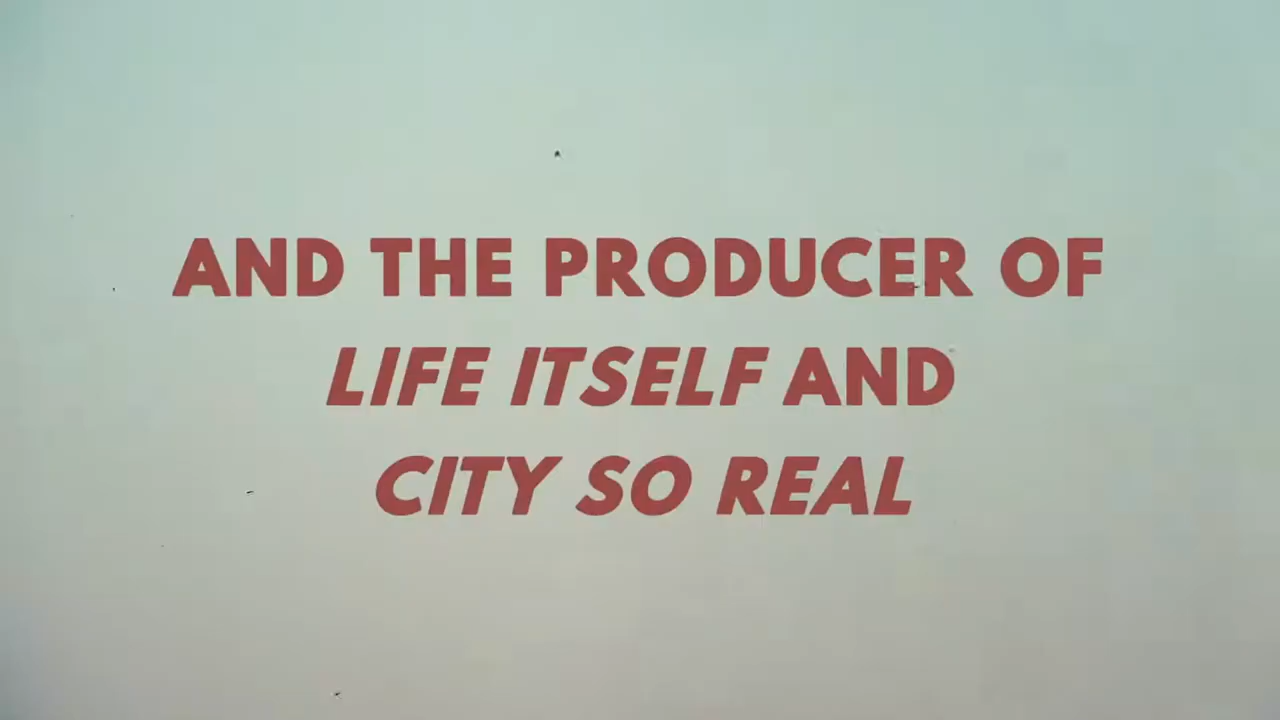 AND THE PRODUCER OF
LIFE ITSELF AND
CITY SO REAL